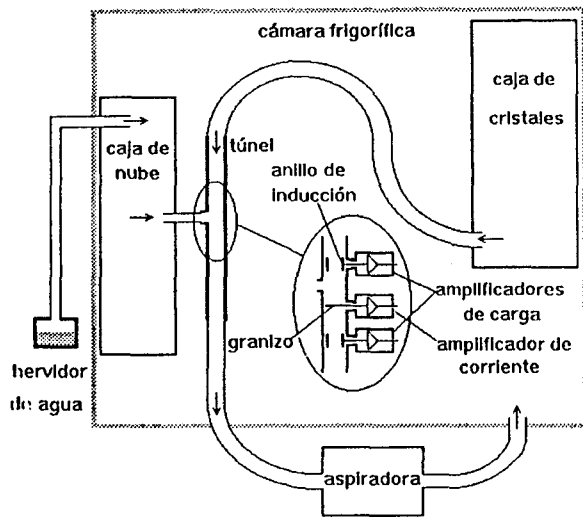 cámara frigorífica
caja de
cristales
caja de
nube
túnel
anillo de
inducción
amplificadores
de carga
granizo
amplificador de
corriente
hervidor
de agua
aspiradora